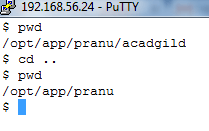 192.168.56.24 - PuTTY
$ pwd
/opt/app/pranu/acadgild
$ cd ..
$ pwd
/opt/app/pranu
$